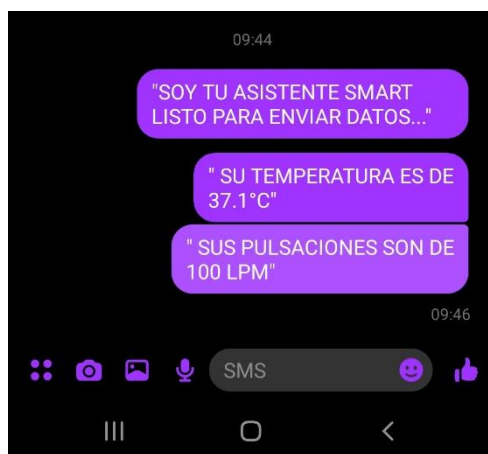 09:44
"SOY TU ASISTENTE SMART
LISTO PARA ENVIAR DATOS..."
" SU TEMPERATURA ES DE
37.1°C"
" SUS PULSACIONES SON DE
100 LPM"
09:46
SMS